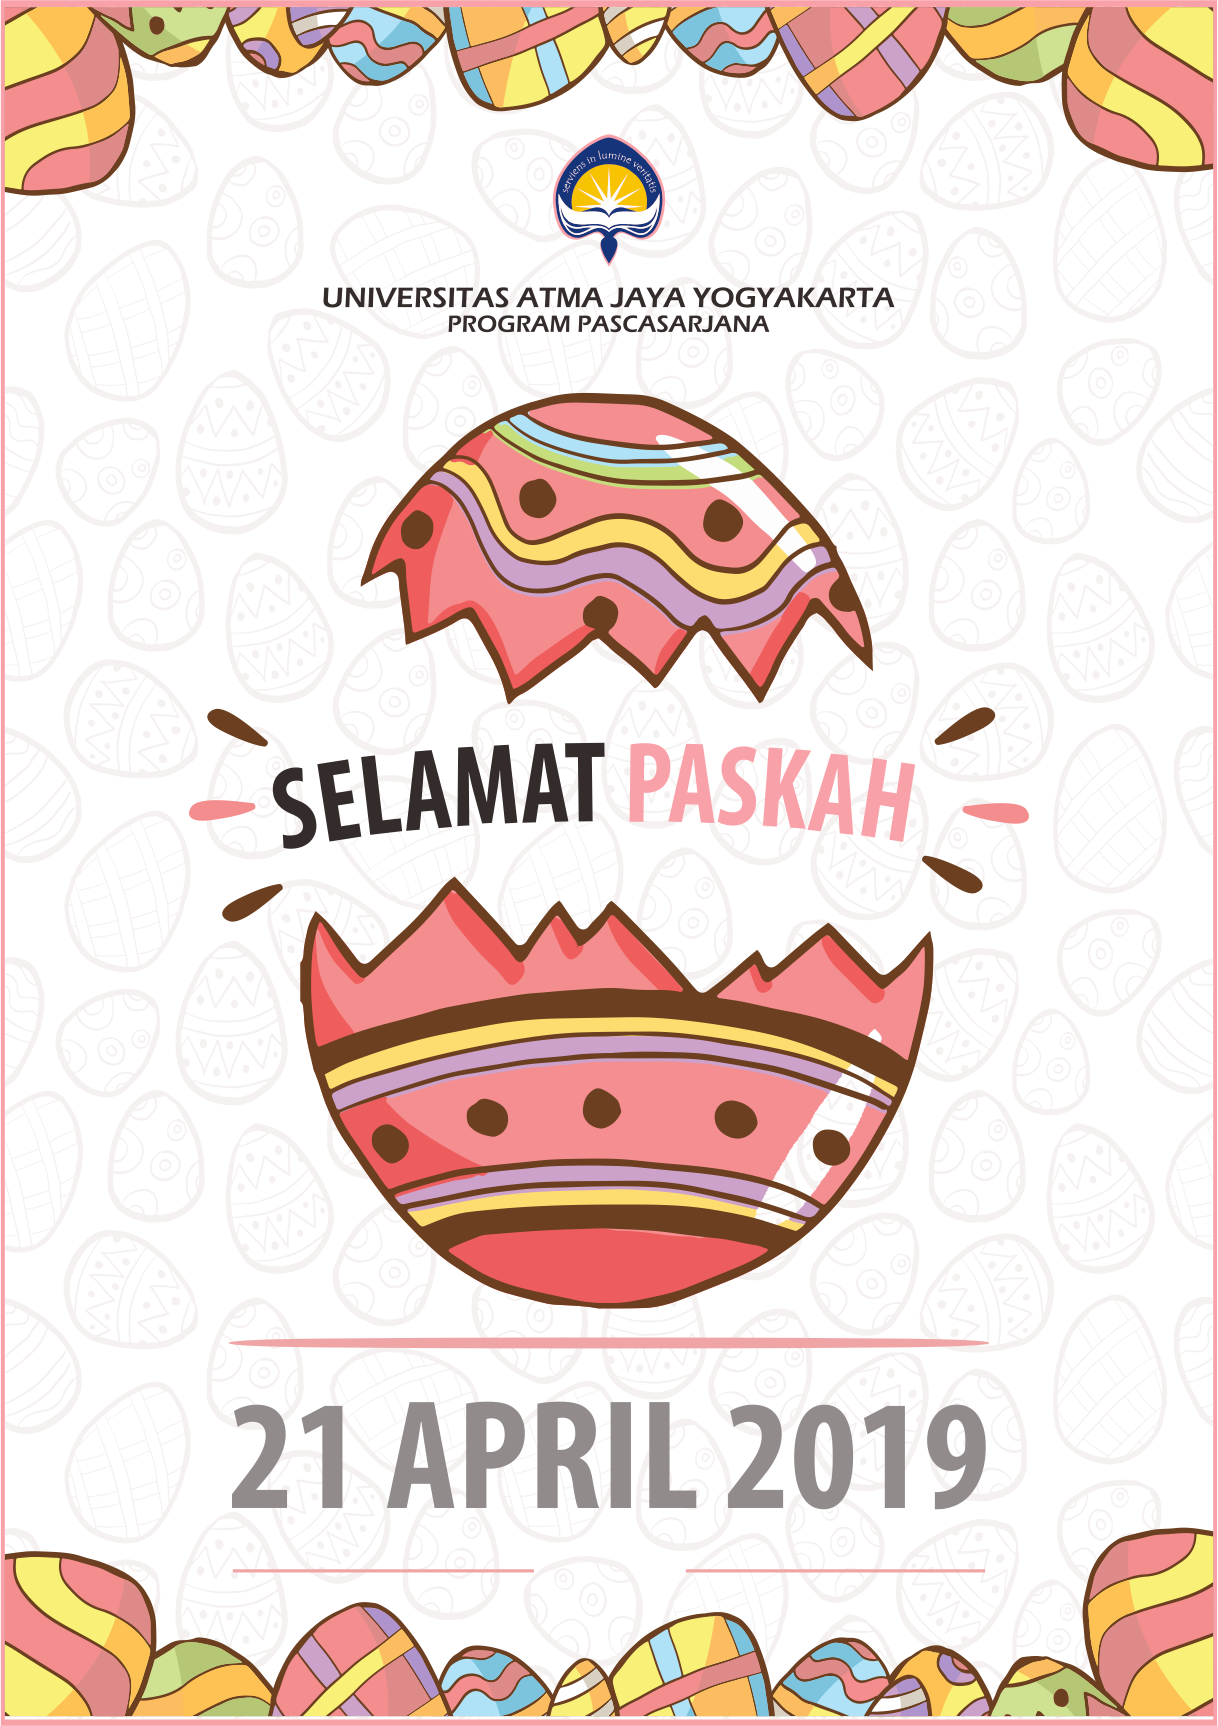 serviens in lumine veritatis
UNIVERSITAS ATMA JAYA YOGYAKARTA
PROGRAM PASCASARJANA
SELAMAT PASKAH
21 APRIL 2019